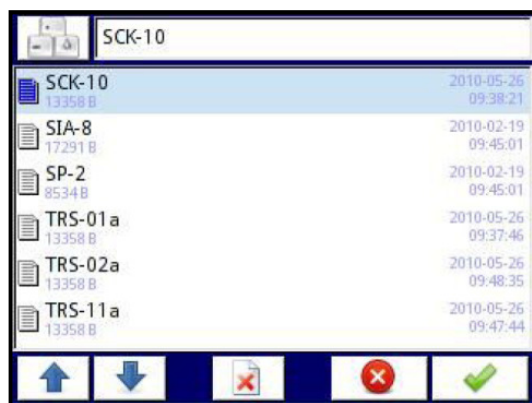 SCK-10
SCK-10 2010-05-26
13358 B 09:38:21
SIA-8 2010-02-19
17291 B 09:45:01
SP-2 2010-02-19
8534 B 09:45:01
TRS-01a 2010-05-26
13358 B 09:37:46
TRS-02a 2010-05-26
13358 B 09:48:35
TRS-11a 2010-05-26
13358 B 09:47:44